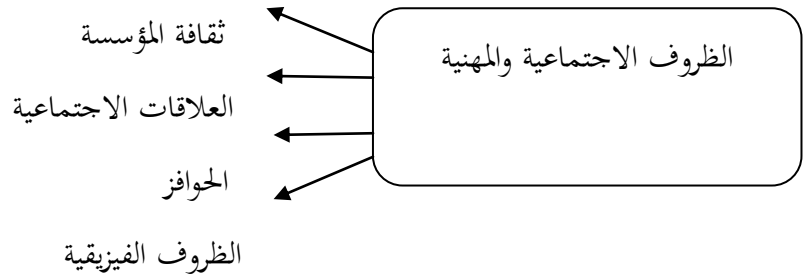 الظروف الاجتماعية والمهنية
ثقافة المؤسسة
العلاقات الاجتماعية
الحوافز
الظروف الفيزيقية